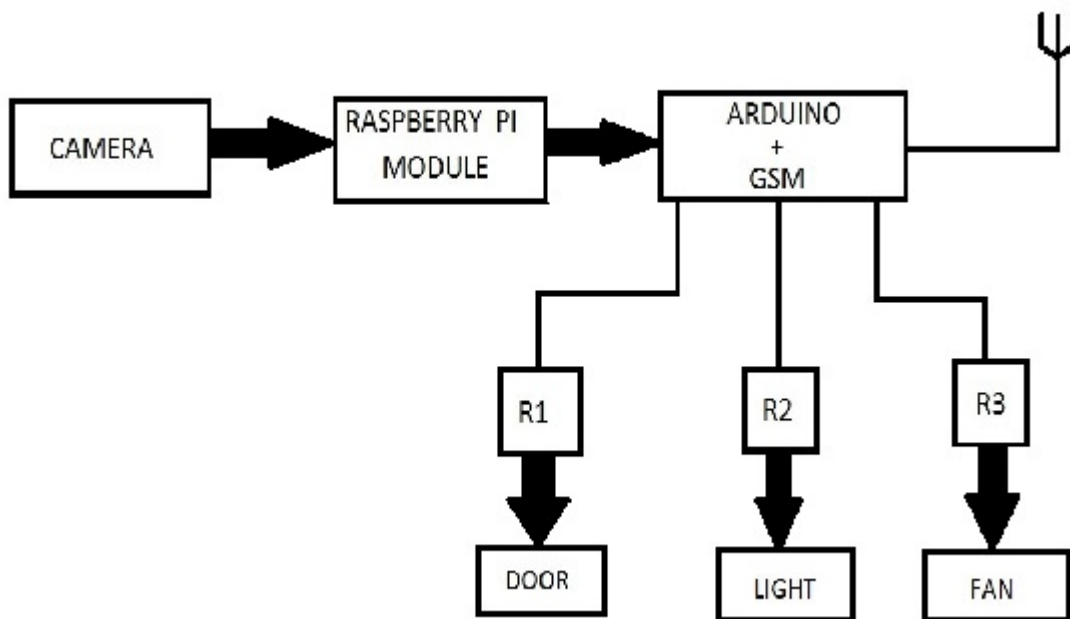 CAMERA
RASPBERRY PI
MODULE
ARDUINO
+
GSM
R1
R2
R3
DOOR
LIGHT
FAN